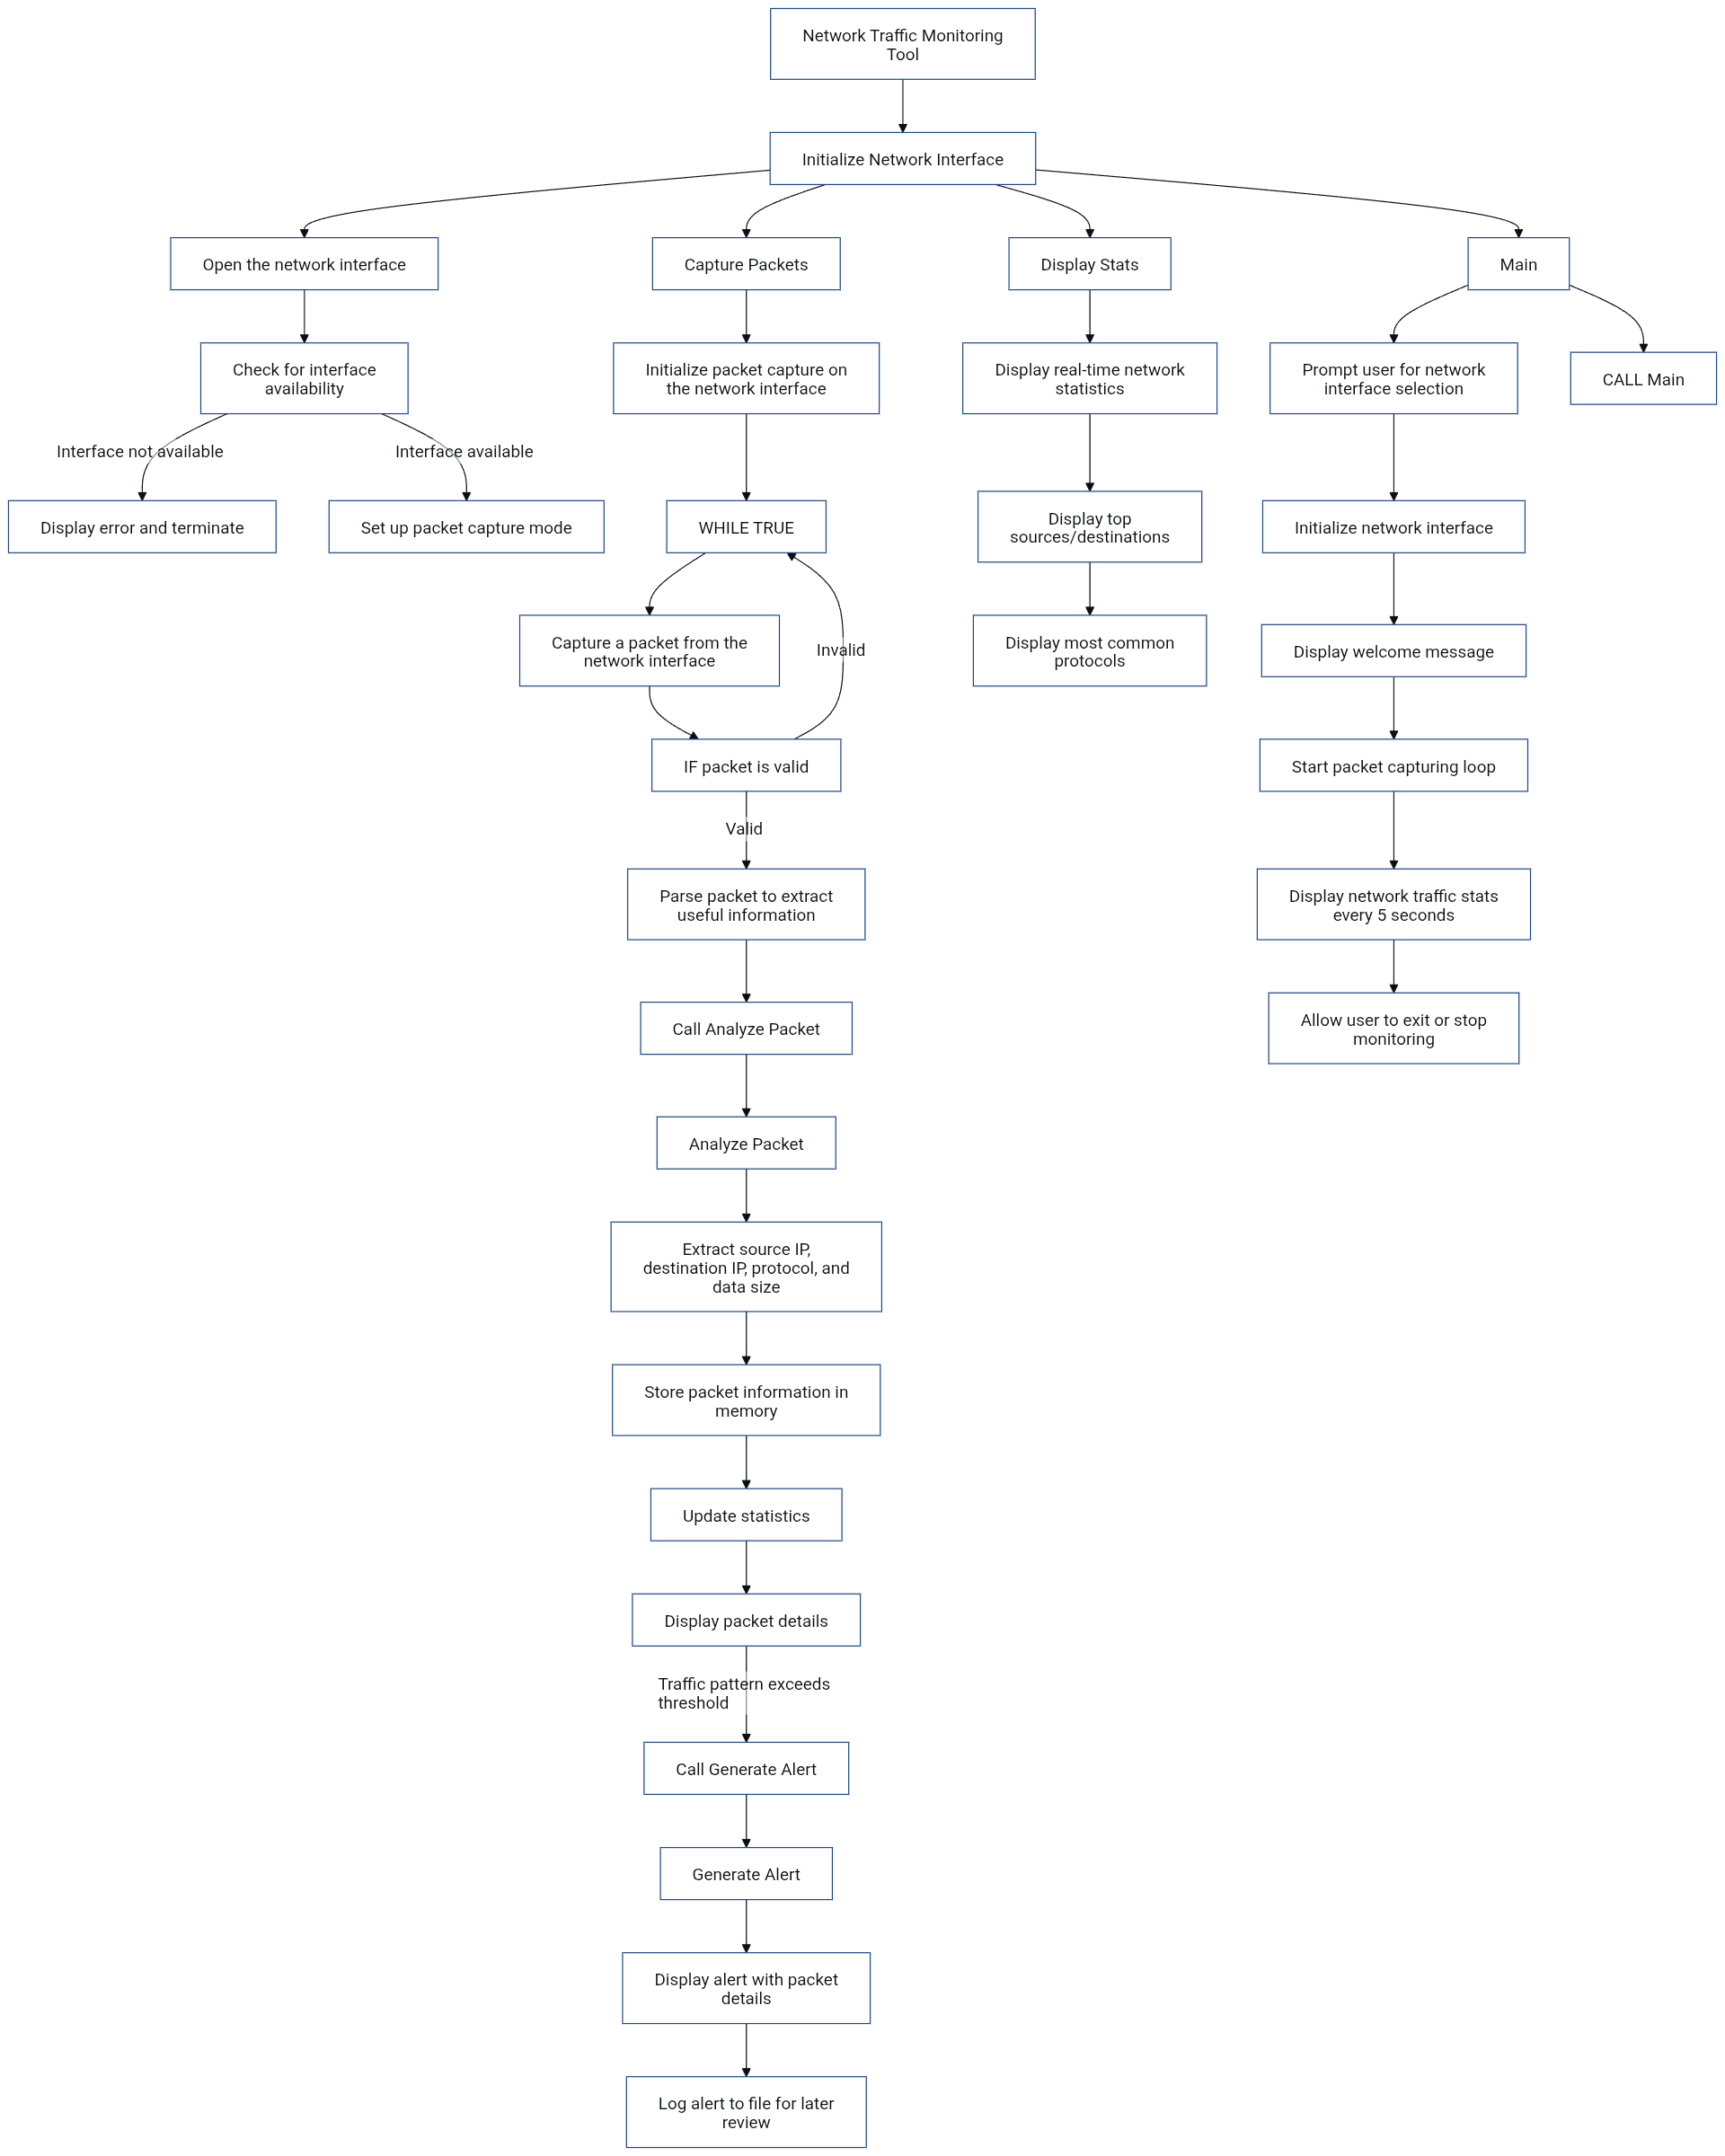 Network Traffic Monitoring
Tool
Initialize Network Interface
Open the network interface
Capture Packets
Display Stats
Main
Check for interface
availability
Initialize packet capture on
the network interface
Display real-time network
statistics
Prompt user for network
interface selection
CALL Main
Interface not available
Interface available
Display error and terminate
Set up packet capture mode
WHILE TRUE
Display top
sources/destinations
Initialize network interface
Capture a packet from the
network interface
Invalid
Display most common
protocols
Display welcome message
IF packet is valid
Start packet capturing loop
Valid
Parse packet to extract
useful information
Display network traffic stats
every 5 seconds
Call Analyze Packet
Allow user to exit or stop
monitoring
Analyze Packet
Extract source IP,
destination IP, protocol, and
data size
Store packet information in
memory
Update statistics
Display packet details
Traffic pattern exceeds
threshold
Call Generate Alert
Generate Alert
Display alert with packet
details
Log alert to file for later
review